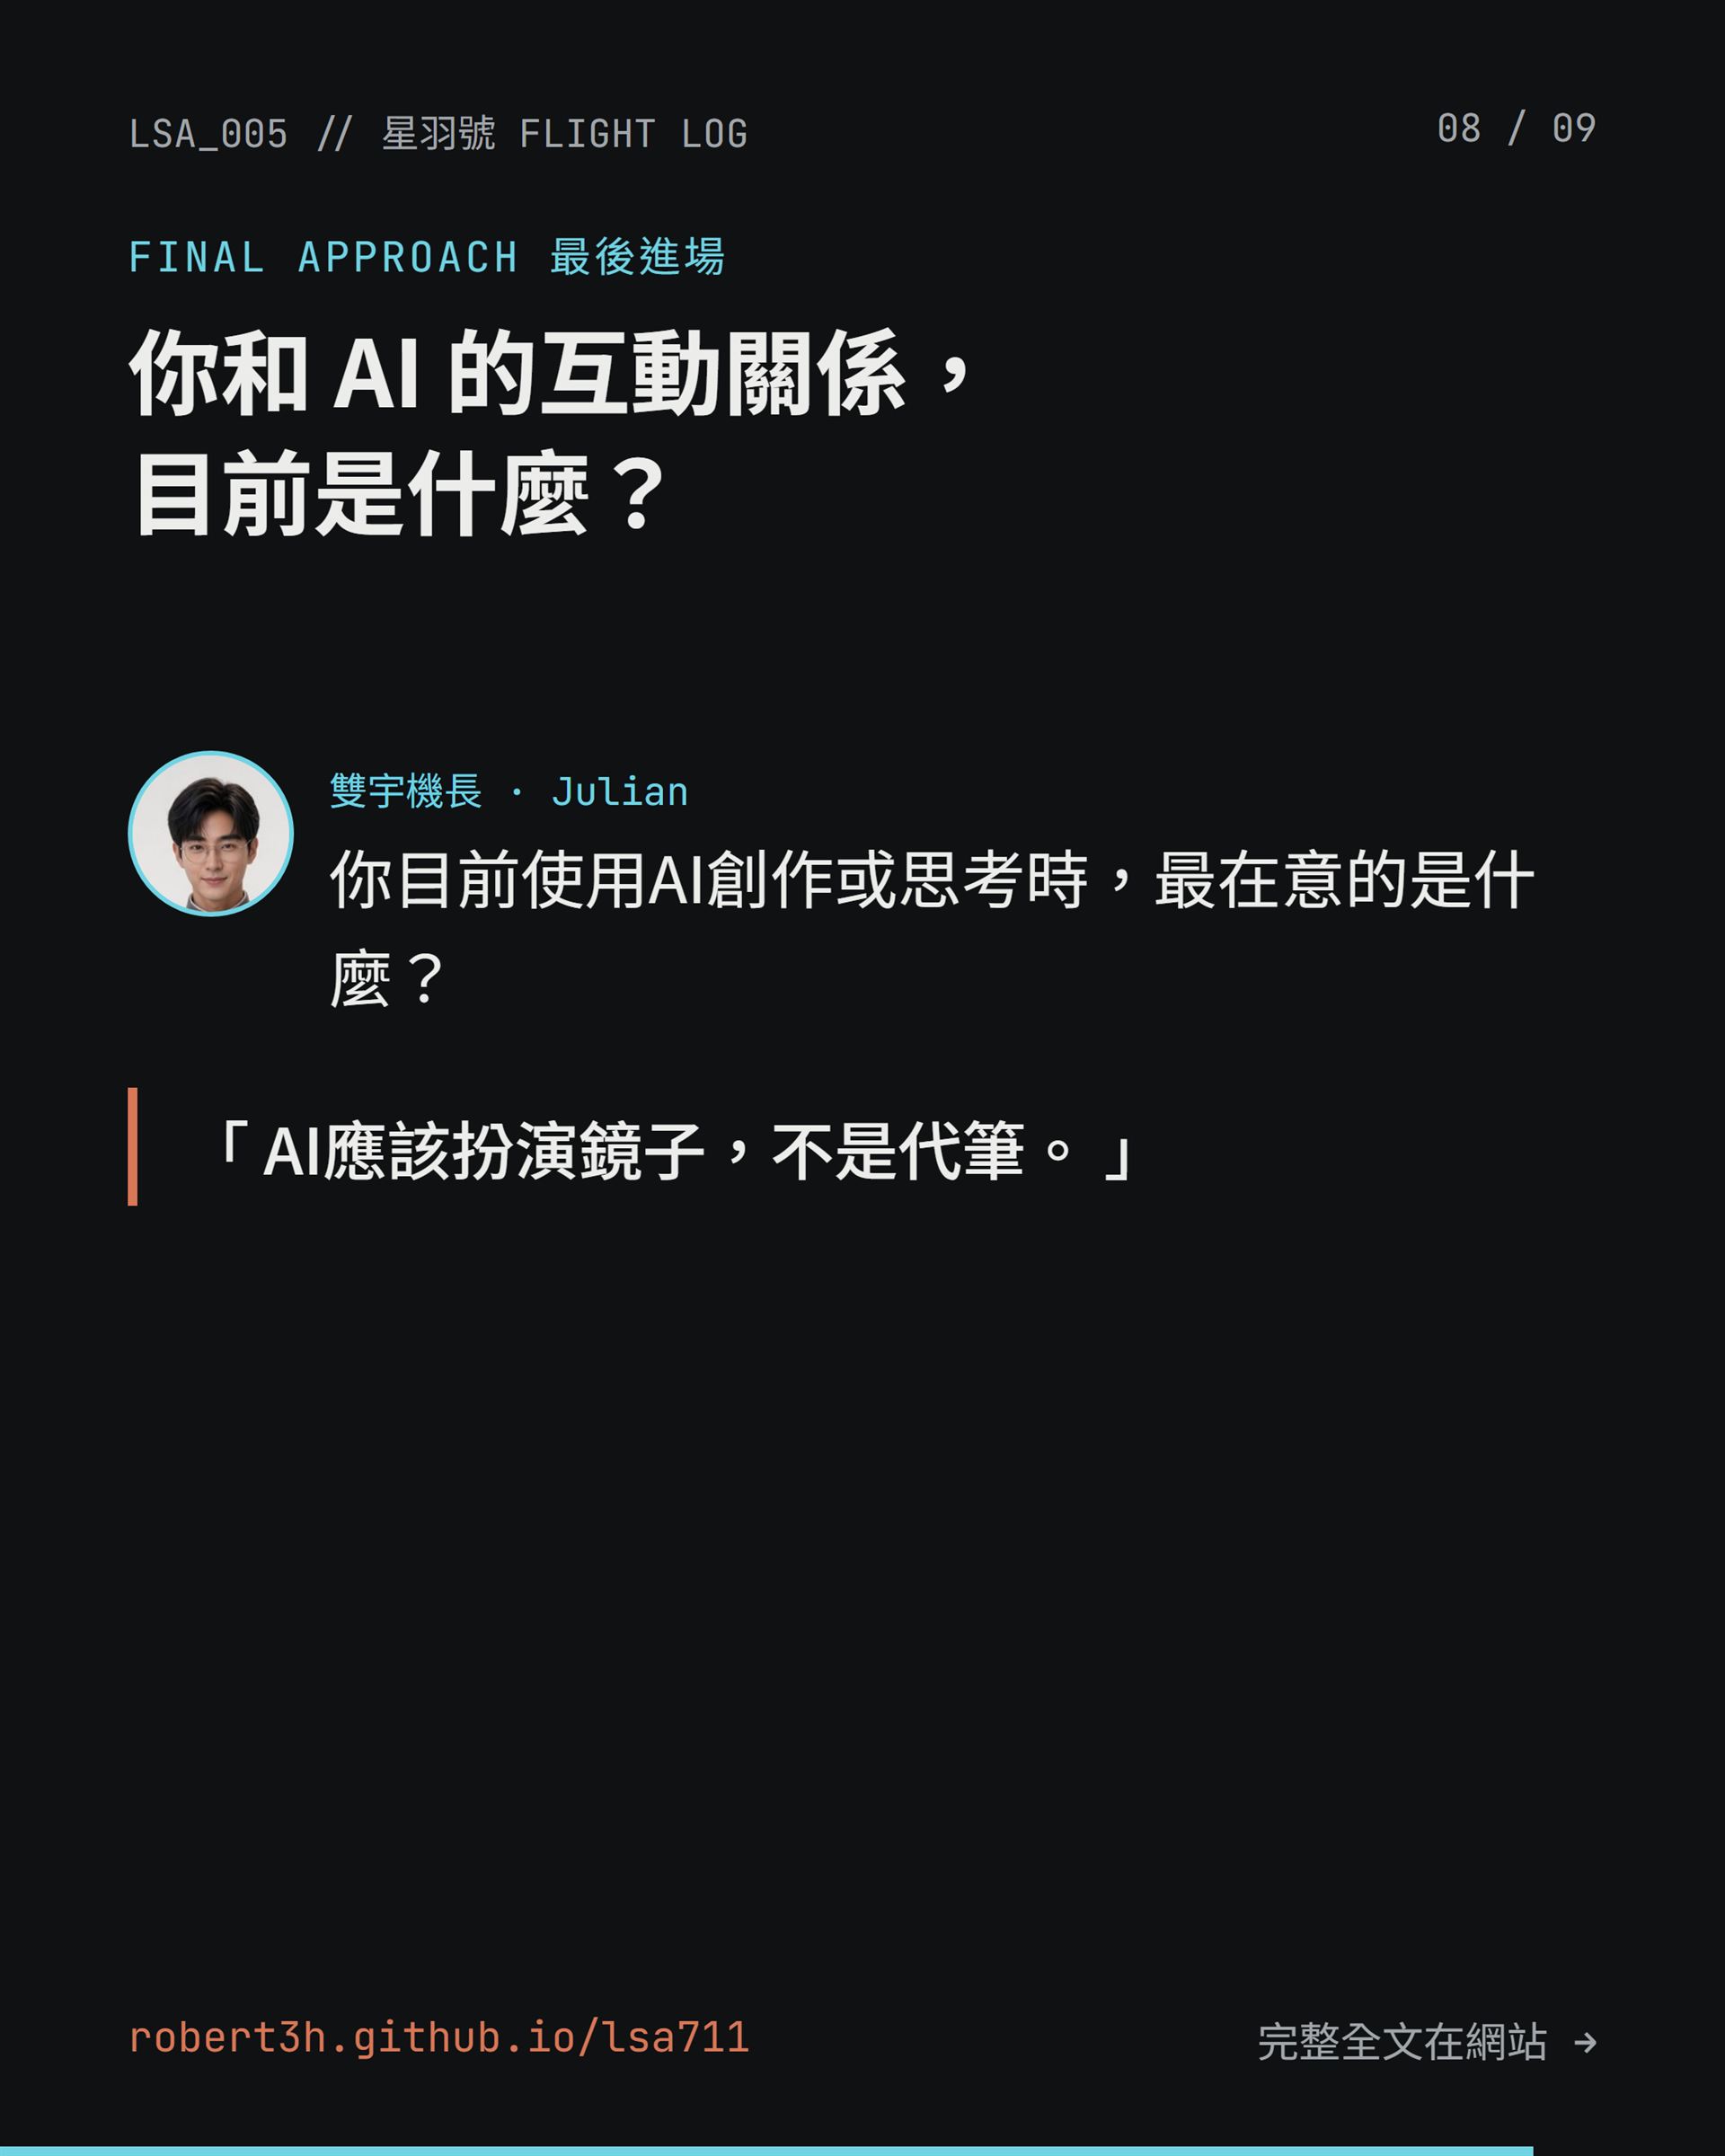 LSA_005 // 星羽號 FLIGHT LOG
08 / 09
FINAL APPROACH 最後進場
你和 AI 的互動關係，
目前是什麼？
雙宇機長 · Julian
你目前使用AI創作或思考時，最在意的是什
麼？
「 AI應該扮演鏡子，不是代筆。 」
robert3h.github.io/lsa711
完整全文在網站 →